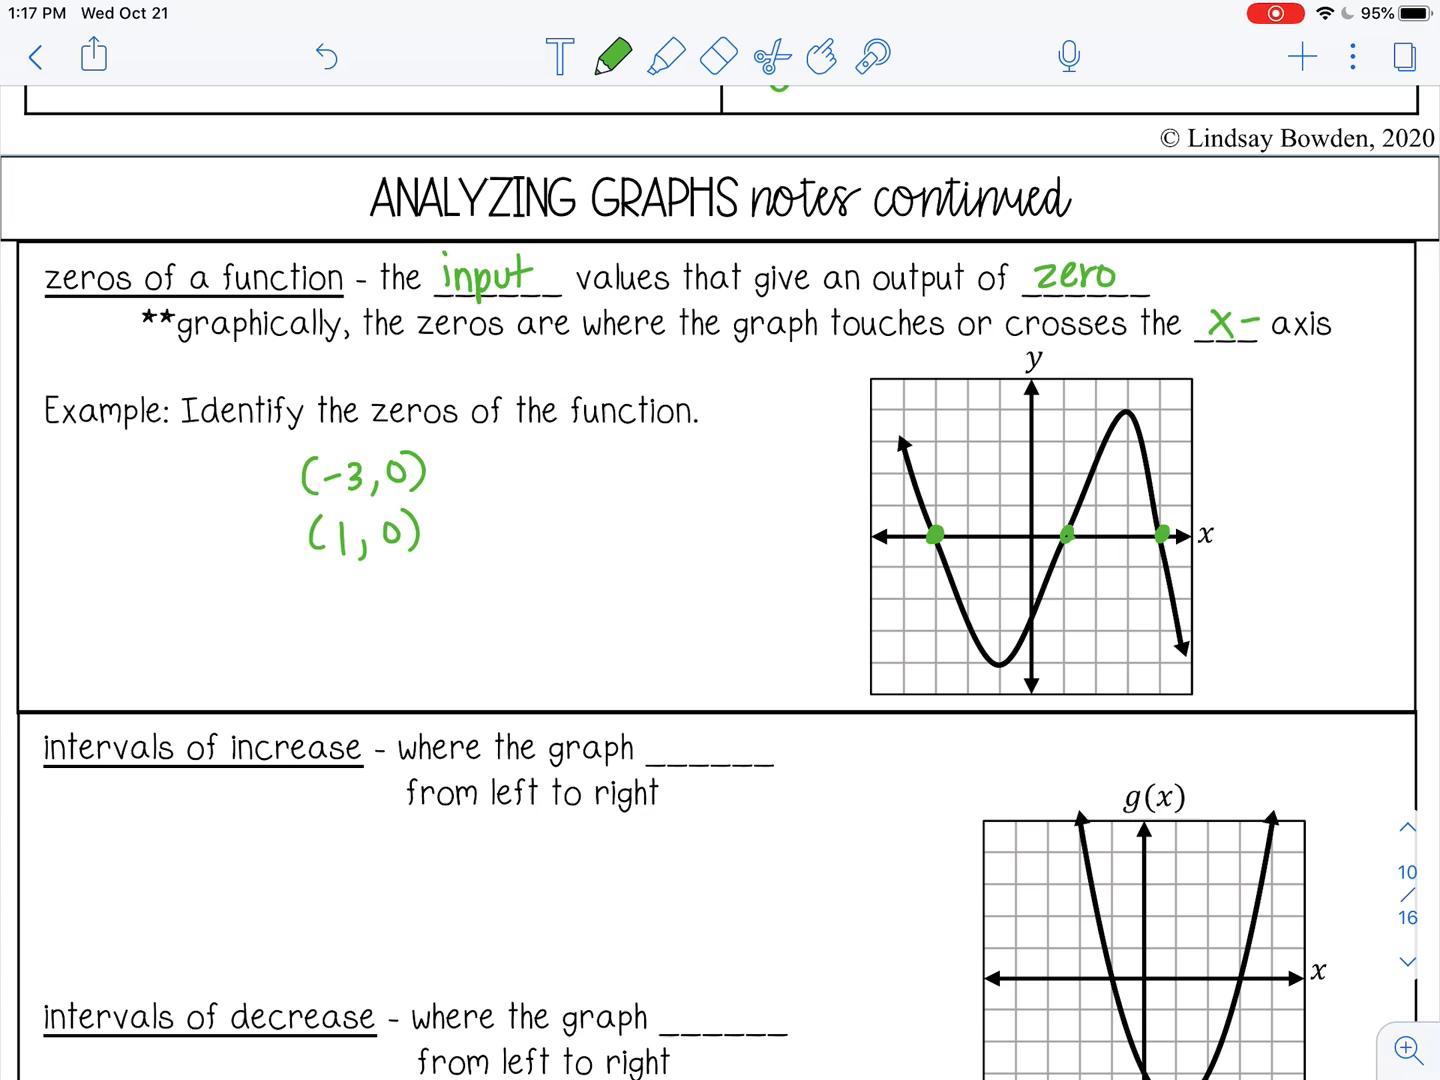 1:17 PM Wed Oct 21
95%
T
© Lindsay Bowden, 2020
ANALYZING GRAPHS notes continued
zeros of a function - the input values that give an output of zero
**graphically, the zeros are where the graph touches or crosses the x- axis
y
Example: Identify the zeros of the function.
(-3, 0)
(1, 0)
x
intervals of increase - where the graph ______
from left to right
g(x)
10
/
16
x
intervals of decrease - where the graph ______
from left to right